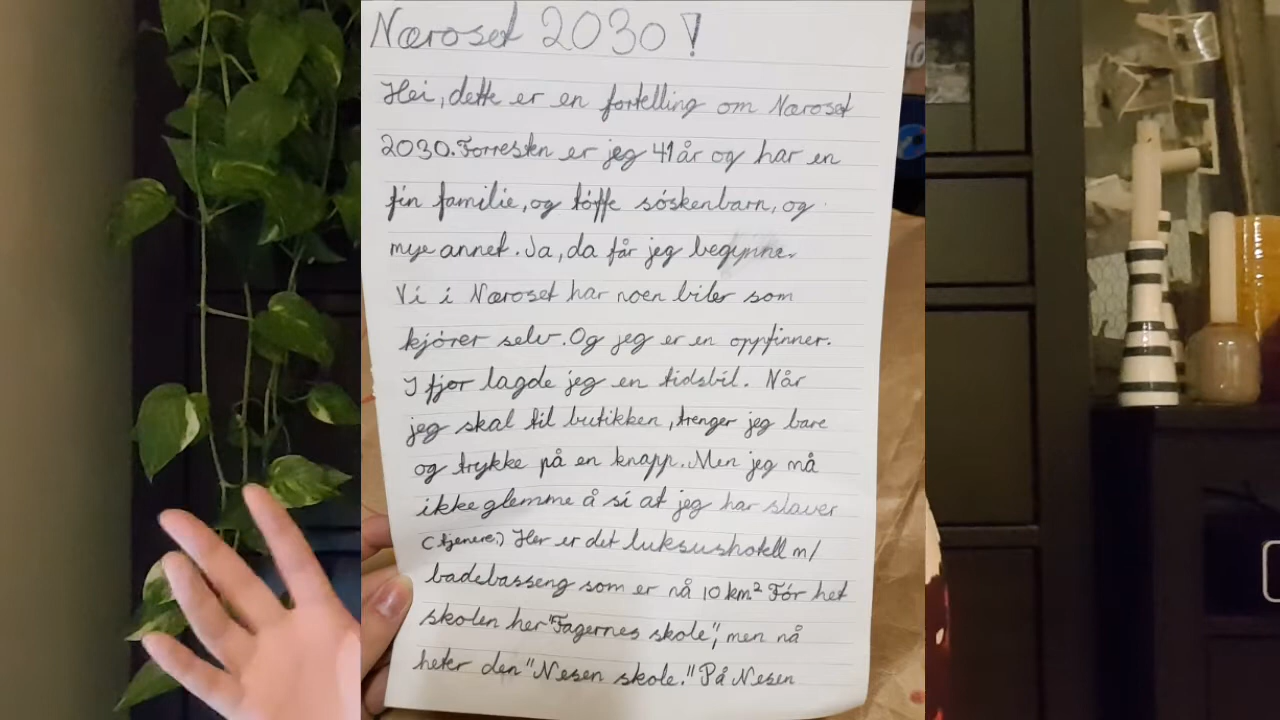 Næroset 2030!
Hei, dette er en fortelling om Næroset
2030. Forresten er jeg 41 år og har en
fin familie, og tøffe søskenbarn, og
mye annet. Ja, da får jeg begynne.
Vi i Næroset har noen biler som
kjører selv. Og jeg er en oppfinner.
I fjor lagde jeg en tidsbil. Når
jeg skal til butikken, trenger jeg bare
og trykke på en knapp. Men jeg må
ikke glemme å si at jeg har slaver
(tjenere.) Her er det luksushotell m/
badebasseng som er nå 10 km² Før het
skolen her "Fagernes skole", men nå
heter den "Nesen skole." På Nesen